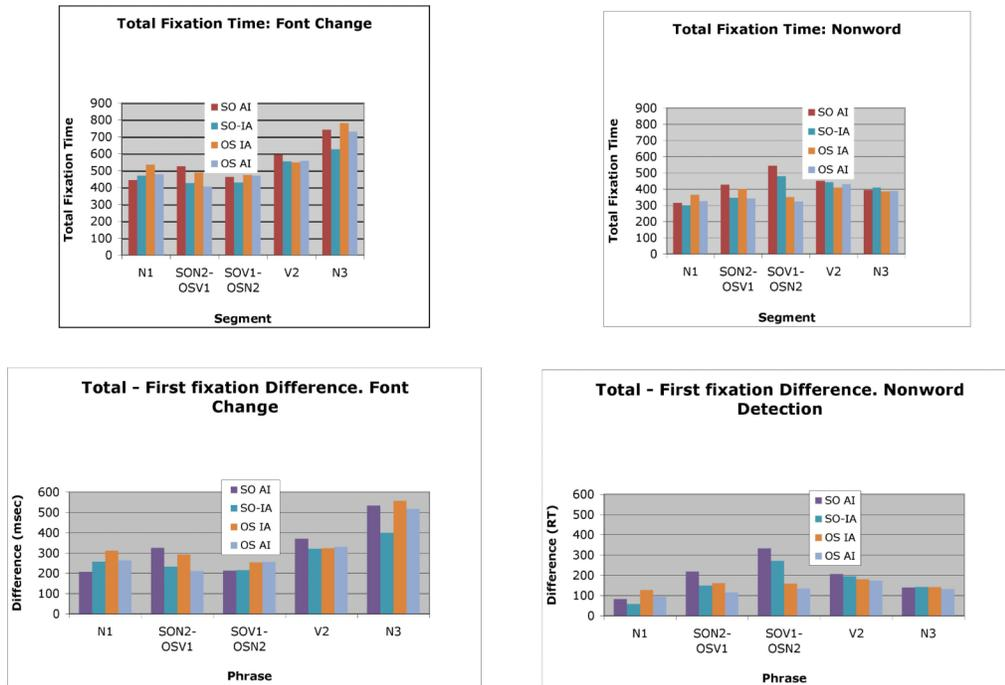 Total Fixation Time: Font Change
Total Fixation Time
900
800
700
600
500
400
300
200
100
0
SO AI
SO-IA
OS IA
OS AI
N1
SON2-
OSV1
SOV1-
OSN2
V2
N3
Segment
Total Fixation Time: Nonword
Total Fixation Time
900
800
700
600
500
400
300
200
100
0
SO AI
SO-IA
OS IA
OS AI
N1
SON2-
OSV1
SOV1-
OSN2
V2
N3
Segment
Total - First fixation Difference. Font
Change
Difference (msec)
600
500
400
300
200
100
0
SO AI
SO-IA
OS IA
OS AI
N1
SON2-
OSV1
SOV1-
OSN2
V2
N3
Phrase
Total - First fixation Difference. Nonword
Detection
Difference (RT)
600
500
400
300
200
100
0
SO AI
SO-IA
OS IA
OS AI
N1
SON2-
OSV1
SOV1-
OSN2
V2
N3
Phrase